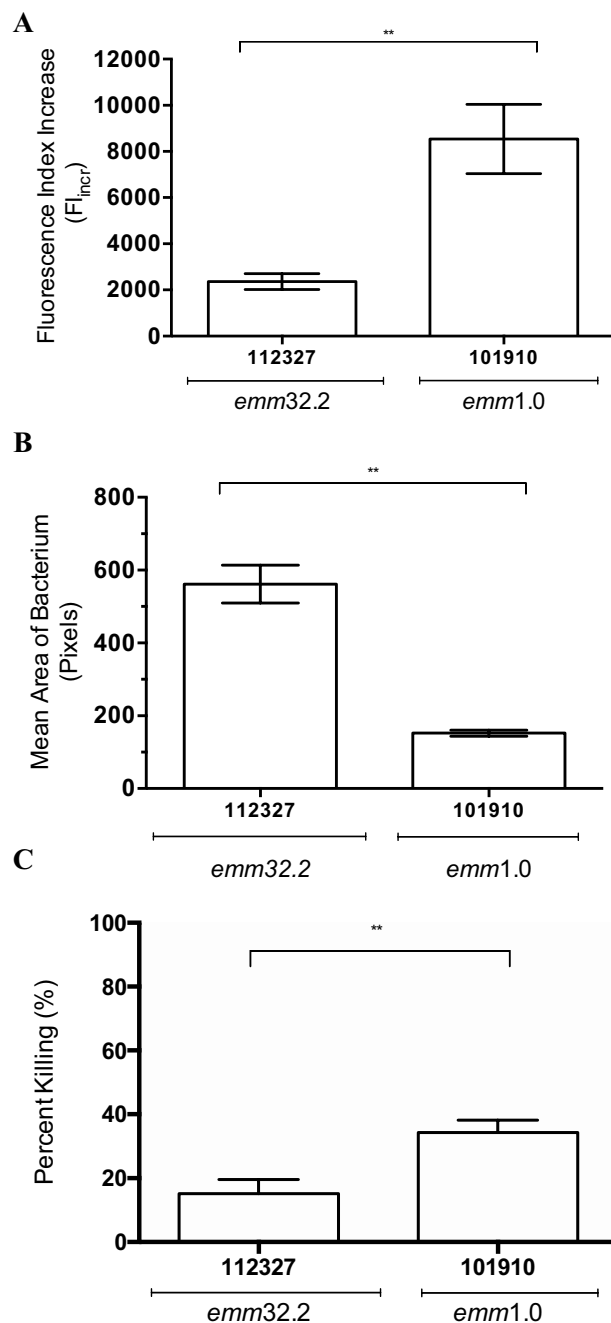 A
**
Fluorescence Index Increase
(FIincr)
12000
10000
8000
6000
4000
2000
0
112327
101910
emm32.2
emm1.0
B
**
Mean Area of Bacterium
(Pixels)
800
600
400
200
0
112327
101910
emm32.2
emm1.0
C
**
Percent Killing (%)
100
80
60
40
20
0
112327
101910
emm32.2
emm1.0